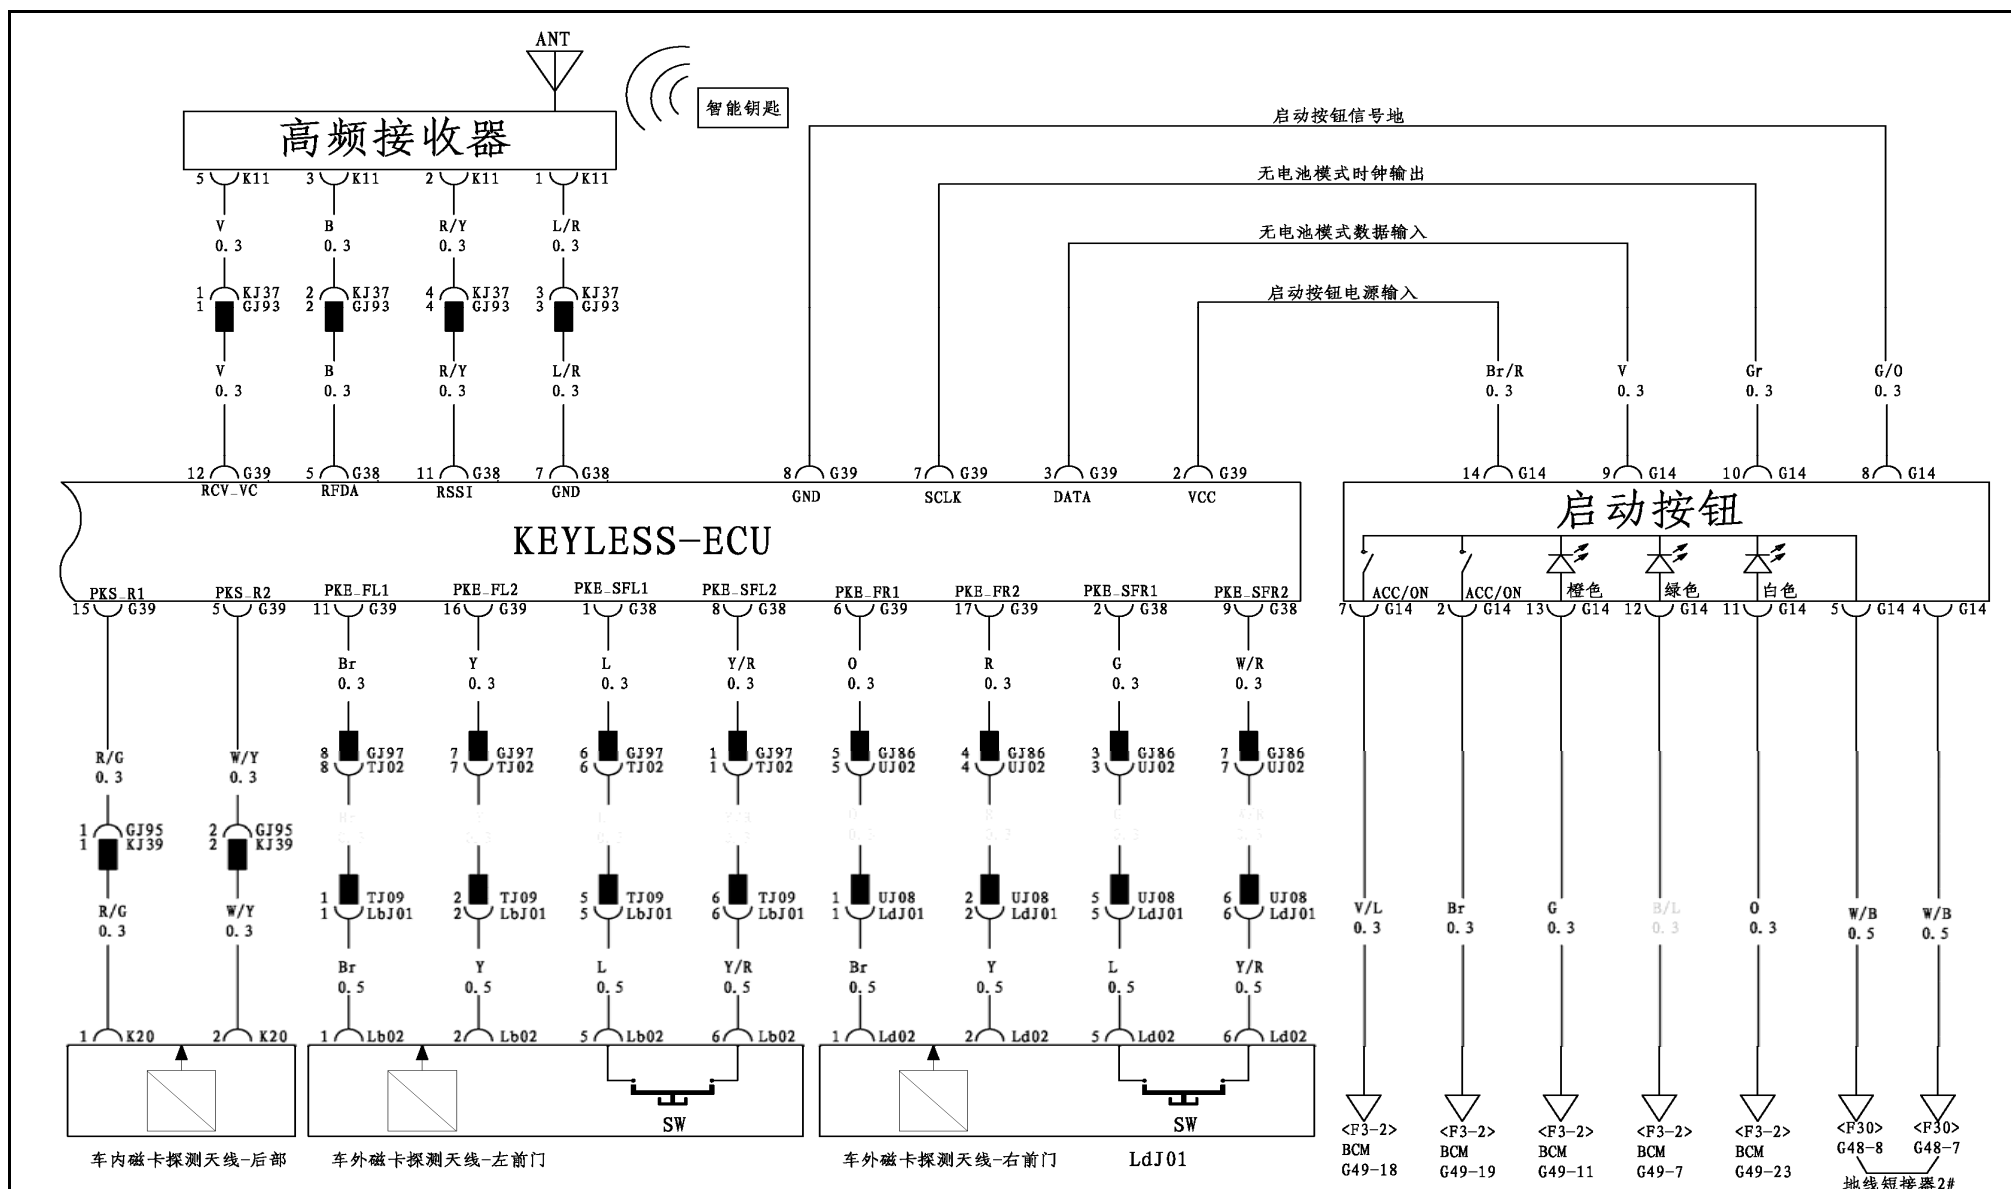 ANT
智能钥匙
高频接收器
启动按钮信号地
5 K11 3 K11 2 K11 1 K11
无电池模式时钟输出
V B R/Y L/R
0.3 0.3 0.3 0.3
无电池模式数据输入
1 KJ37 2 KJ37 4 KJ37 3 KJ37
1 GJ93 2 GJ93 4 GJ93 3 GJ93
启动按钮电源输入
V B R/Y L/R Br/R V Gr G/O
0.3 0.3 0.3 0.3 0.3 0.3 0.3 0.3
12 G39 5 G38 11 G38 7 G38 8 G39 7 G39 3 G39 2 G39 14 G14 9 G14 10 G14 8 G14
RCV_VC RFDA RSSI GND GND SCLK DATA VCC
启动按钮
KEYLESS-ECU
PKS_R1 PKS_R2 PKE_FL1 PKE_FL2 PKE_SFL1 PKE_SFL2 PKE_FR1 PKE_FR2 PKE_SFR1 PKE_SFR2 ACC/ON ACC/ON 橙色 绿色 白色
15 G39 5 G39 11 G39 16 G39 1 G38 8 G38 6 G39 17 G39 2 G38 9 G38 7 G14 2 G14 13 G14 12 G14 11 G14 5 G14 4 G14
Br Y L Y/R O R G W/R
0.3 0.3 0.3 0.3 0.3 0.3 0.3 0.3
R/G W/Y
0.3 0.3
8 GJ97 7 GJ97 6 GJ97 1 GJ97 5 GJ86 4 GJ86 3 GJ86 7 GJ86
8 TJ02 7 TJ02 6 TJ02 1 TJ02 5 UJ02 4 UJ02 3 UJ02 7 UJ02
1 GJ95 2 GJ95
1 KJ39 2 KJ39
1 TJ09 2 TJ09 5 TJ09 6 TJ09 1 UJ08 2 UJ08 5 UJ08 6 UJ08
1 LbJ01 2 LbJ01 5 LbJ01 6 LbJ01 1 LdJ01 2 LdJ01 5 LdJ01 6 LdJ01
R/G W/Y V/L Br G B/L O W/B W/B
0.3 0.3 0.3 0.3 0.3 0.3 0.3 0.5 0.5
Br Y L Y/R Br Y L Y/R
0.5 0.5 0.5 0.5 0.5 0.5 0.5 0.5
1 K20 2 K20 1 Lb02 2 Lb02 5 Lb02 6 Lb02 1 Ld02 2 Ld02 5 Ld02 6 Ld02
SW SW
<F3-2> <F3-2> <F3-2> <F3-2> <F3-2> <F30> <F30>
BCM BCM BCM BCM BCM G48-8 G48-7
G49-18 G49-19 G49-11 G49-7 G49-23
车内磁卡探测天线-后部 车外磁卡探测天线-左前门 车外磁卡探测天线-右前门 LdJ01
地线短接器2#